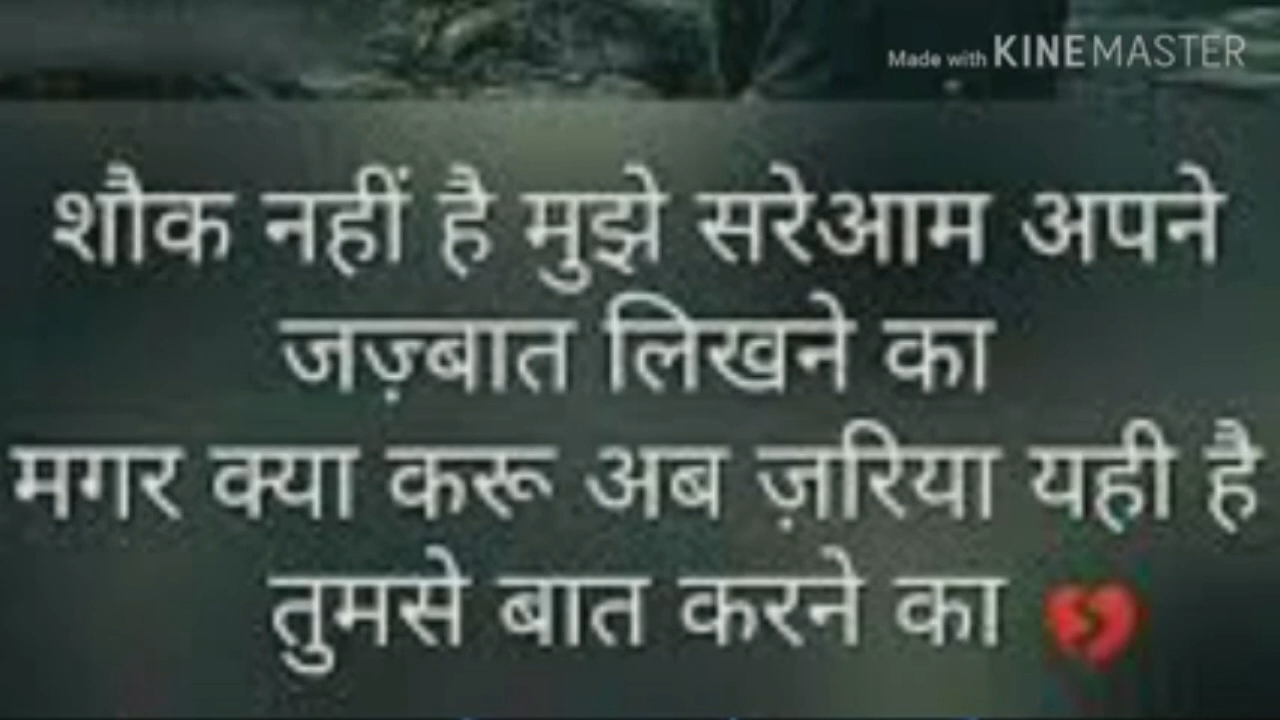 Made with KINEMASTER
शौक नहीं है मुझे सरेआम अपने
जज़्बात लिखने का
मगर क्या करू अब ज़रिया यही है
तुमसे बात करने का 💔